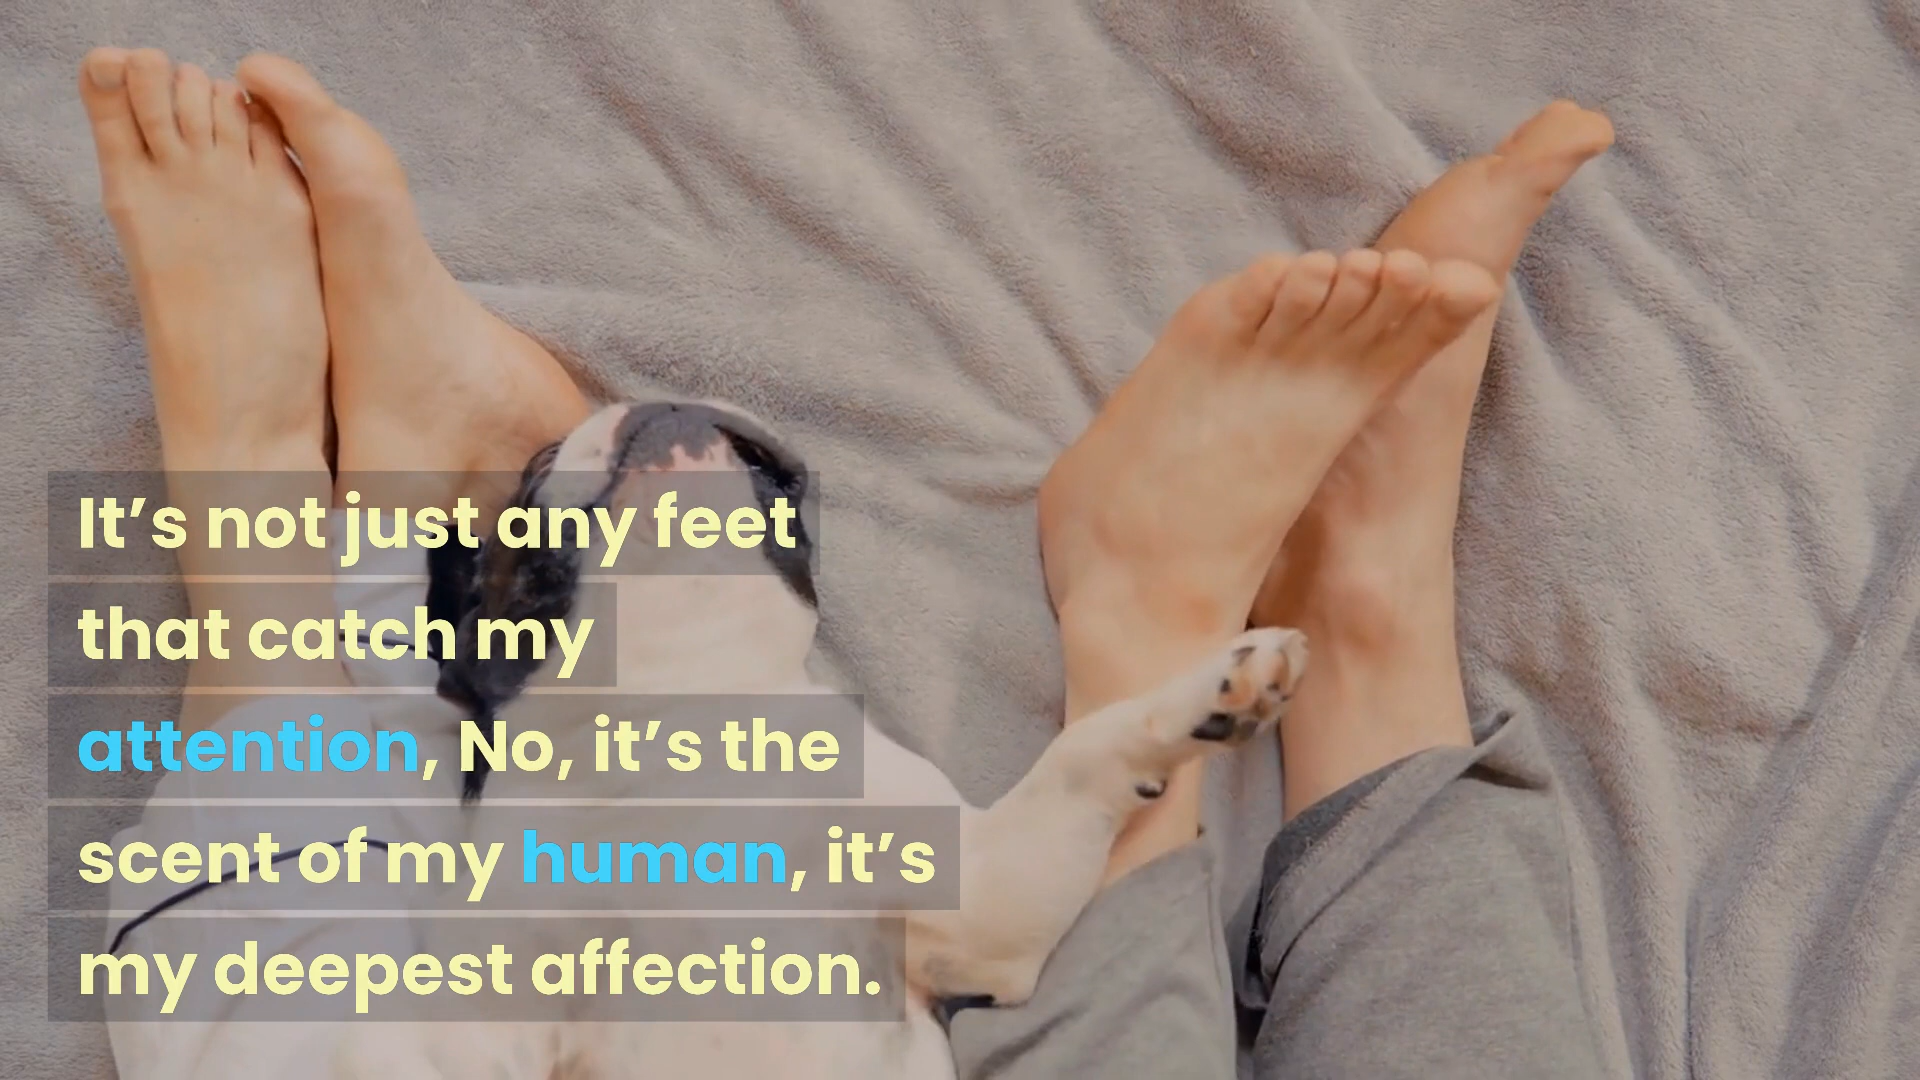 It’s not just any feet
that catch my
attention, No, it’s the
scent of my human, it’s
my deepest affection.